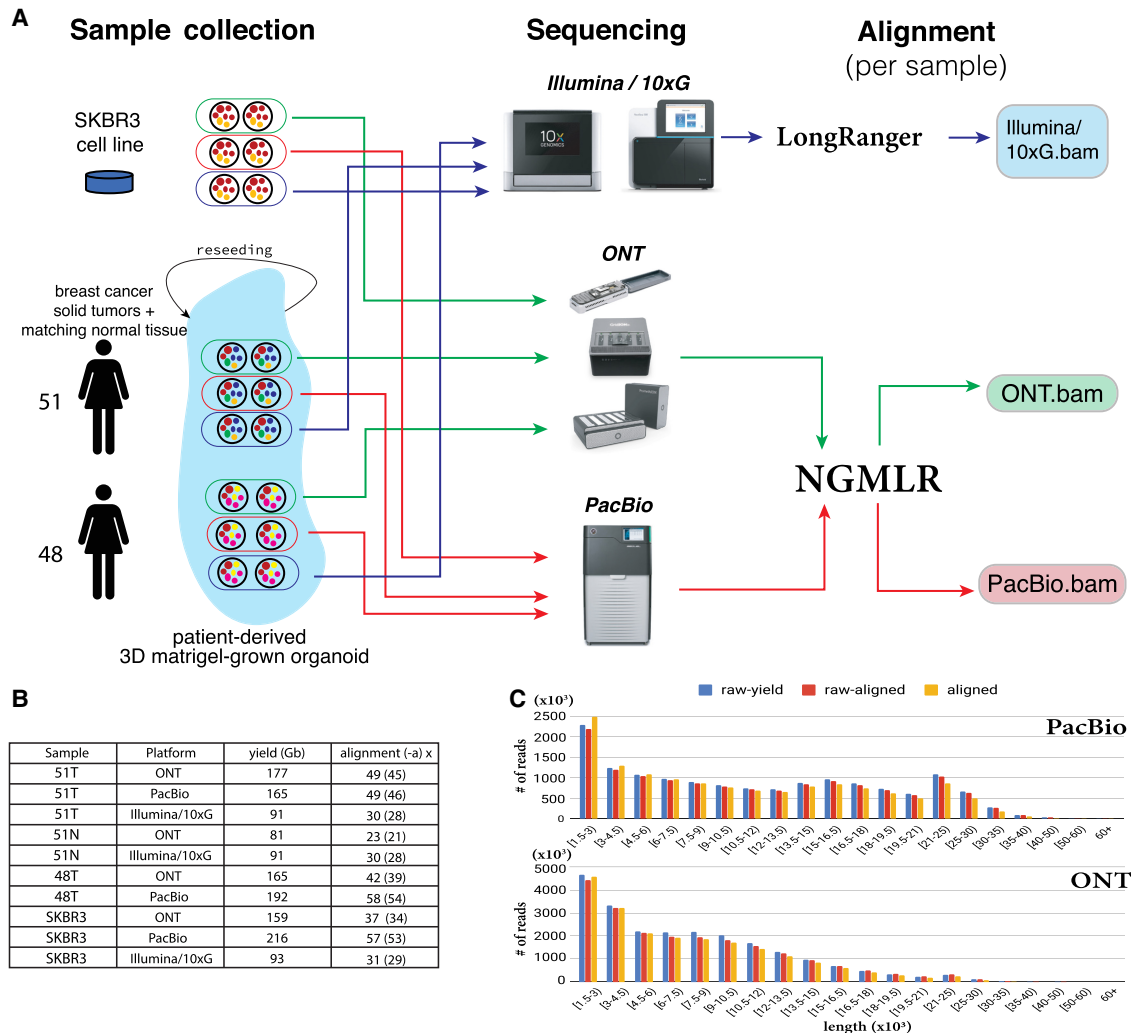 A
Sample collection
Sequencing
Alignment
(per sample)
Illumina / 10xG
SKBR3
cell line
10x
GENOMICS
LongRanger
Illumina/
10xG.bam
reseeding
ONT
breast cancer
solid tumors +
matching normal tissue
51
ONT.bam
NGMLR
PacBio
48
PacBio.bam
patient-derived
3D matrigel-grown organoid
B
Sample Platform yield (Gb) alignment (-a) x
51T ONT 177 49 (45)
51T PacBio 165 49 (46)
51T Illumina/10xG 91 30 (28)
51N ONT 81 23 (21)
51N Illumina/10xG 91 30 (28)
48T ONT 165 42 (39)
48T PacBio 192 58 (54)
SKBR3 ONT 159 37 (34)
SKBR3 PacBio 216 57 (53)
SKBR3 Illumina/10xG 93 31 (29)
C
raw-yield raw-aligned aligned
(x10³)
PacBio
# of reads
2500
2000
1500
1000
500
0
[1.5-3) [3-4.5) [4.5-6) [6-7.5) [7.5-9) [9-10.5) [10.5-12) [12-13.5) [13.5-15) [15-16.5) [16.5-18) [18-19.5) [19.5-21) [21-25) [25-30) [30-35) [35-40) [40-50) [50-60) 60+
(x10³)
ONT
# of reads
5000
4000
3000
2000
1000
0
[1.5-3) [3-4.5) [4.5-6) [6-7.5) [7.5-9) [9-10.5) [10.5-12) [12-13.5) [13.5-15) [15-16.5) [16.5-18) [18-19.5) [19.5-21) [21-25) [25-30) [30-35) [35-40) [40-50) [50-60) 60+
length (x10³)